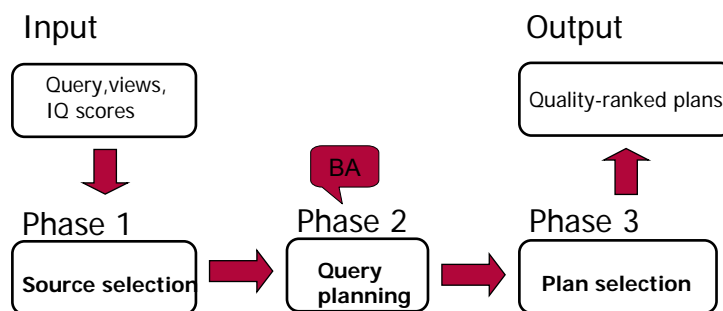 Input
Output
Query,views,
IQ scores
Quality-ranked plans
BA
Phase 1
Phase 2
Phase 3
Source selection
Query
planning
Plan selection